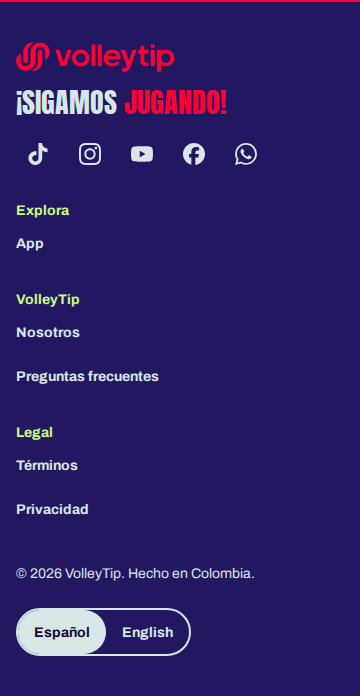 volleytip
¡SIGAMOS JUGANDO!
Explora
App
VolleyTip
Nosotros
Preguntas frecuentes
Legal
Términos
Privacidad
© 2026 VolleyTip. Hecho en Colombia.
Español English